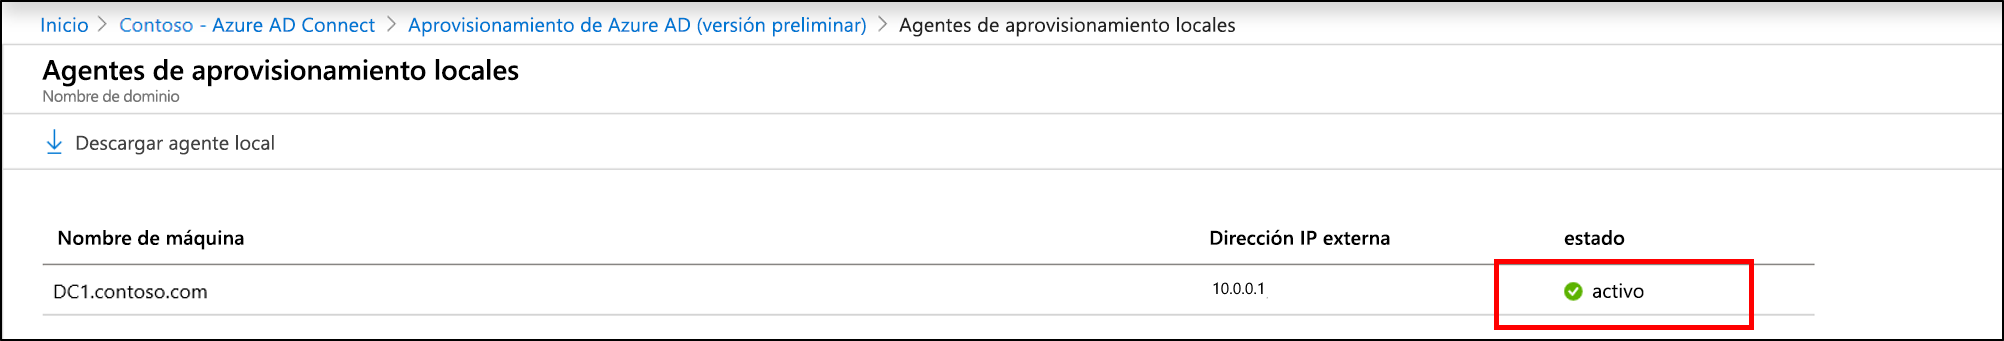 Inicio > Contoso - Azure AD Connect > Aprovisionamiento de Azure AD (versión preliminar) > Agentes de aprovisionamiento locales
Agentes de aprovisionamiento locales
Nombre de dominio
Descargar agente local
Nombre de máquina Dirección IP externa estado
DC1.contoso.com 10.0.0.1 activo